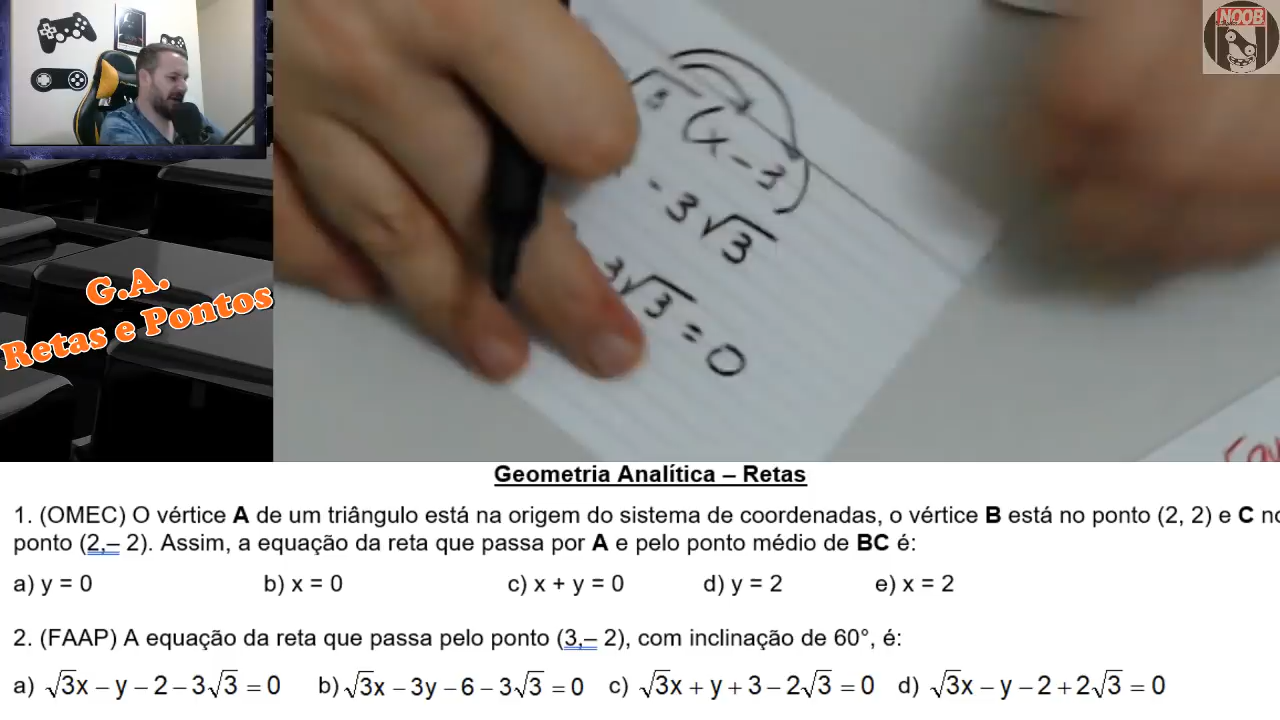 NOOB
√3 (x - 3)
- 3√3
3√3 = 0
G.A.
Retas e Pontos
Geometria Analítica – Retas
1. (OMEC) O vértice A de um triângulo está na origem do sistema de coordenadas, o vértice B está no ponto (2, 2) e C no
ponto (2,– 2). Assim, a equação da reta que passa por A e pelo ponto médio de BC é:
a) y = 0 b) x = 0 c) x + y = 0 d) y = 2 e) x = 2
2. (FAAP) A equação da reta que passa pelo ponto (3,– 2), com inclinação de 60°, é:
a) √3x – y – 2 – 3√3 = 0 b) √3x – 3y – 6 – 3√3 = 0 c) √3x + y + 3 – 2√3 = 0 d) √3x – y – 2 + 2√3 = 0